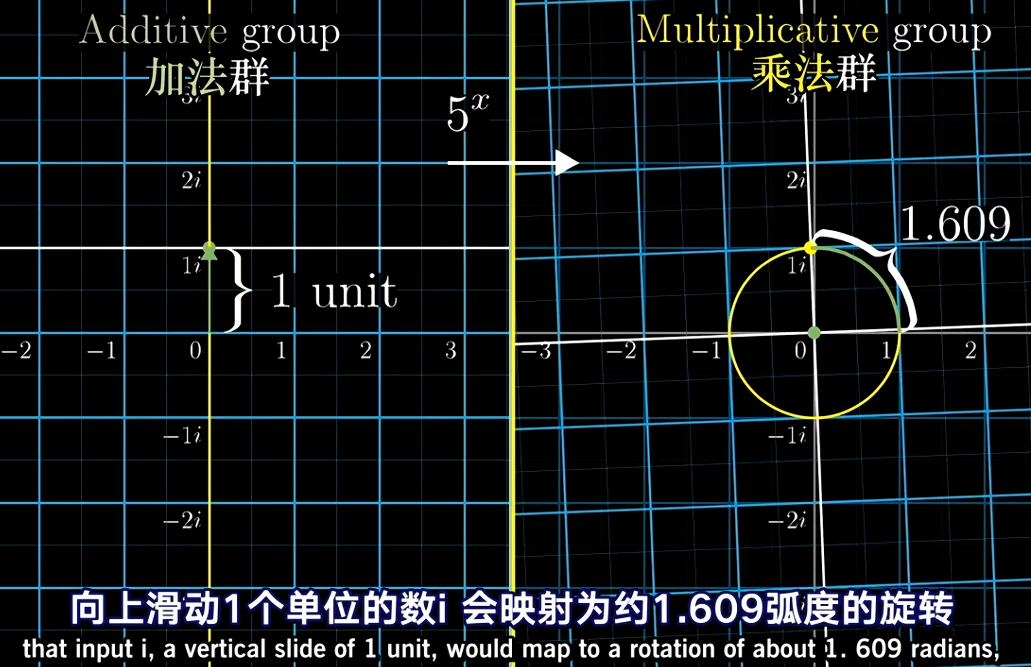 Additive group
加法群
Multiplicative group
乘法群
5^x
3i
2i
1i
1 unit
−2 −1 0 1 2 3
−1i
−2i
3i
2i
1i
1.609
−3 −2 −1 0 1 2
−1i
−2i
向上滑动1个单位的数i 会映射为约1.609弧度的旋转
that input i, a vertical slide of 1 unit, would map to a rotation of about 1. 609 radians,